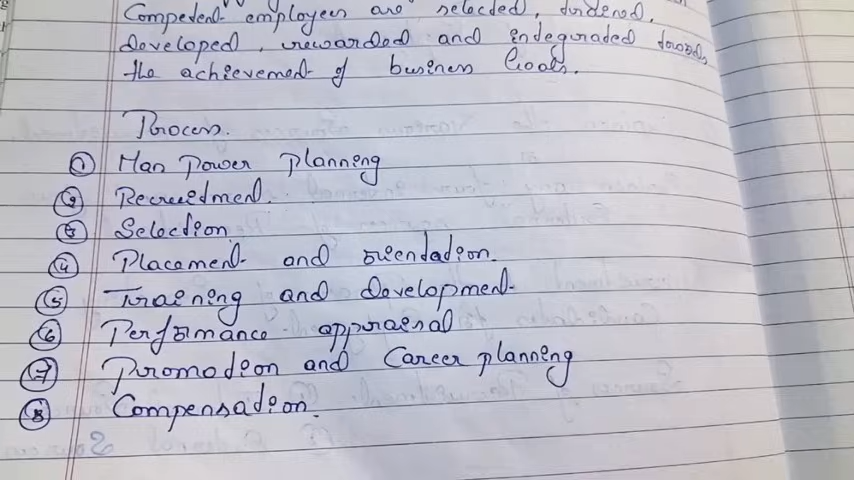 Competent employees are selected, trained,
developed, rewarded and integrated towards
the achievement of business Goals.
Process.
① Man Power Planning
② Recruitment.
③ Selection
④ Placement and orientation.
⑤ Training and Development
⑥ Performance appraisal
⑦ Promotion and Career planning
⑧ Compensation.